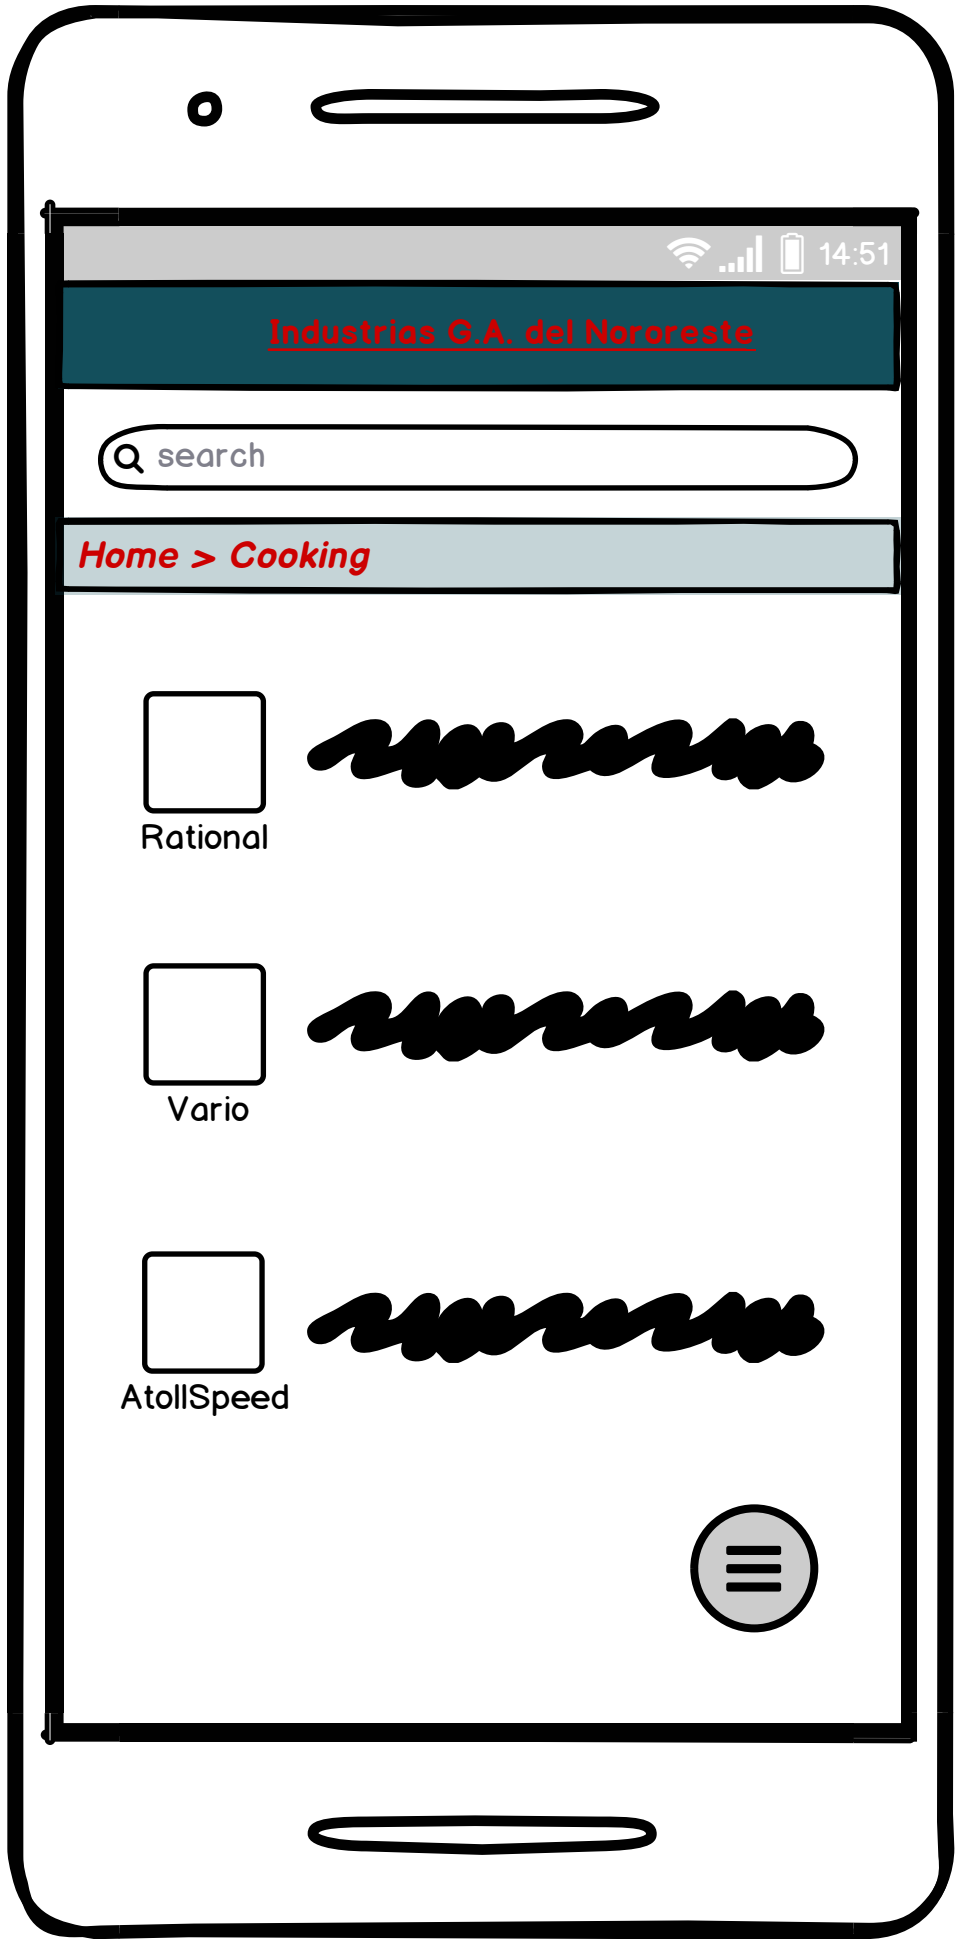 14:51
Industrias G.A. del Nororeste
search
Home > Cooking
Rational
Vario
AtollSpeed